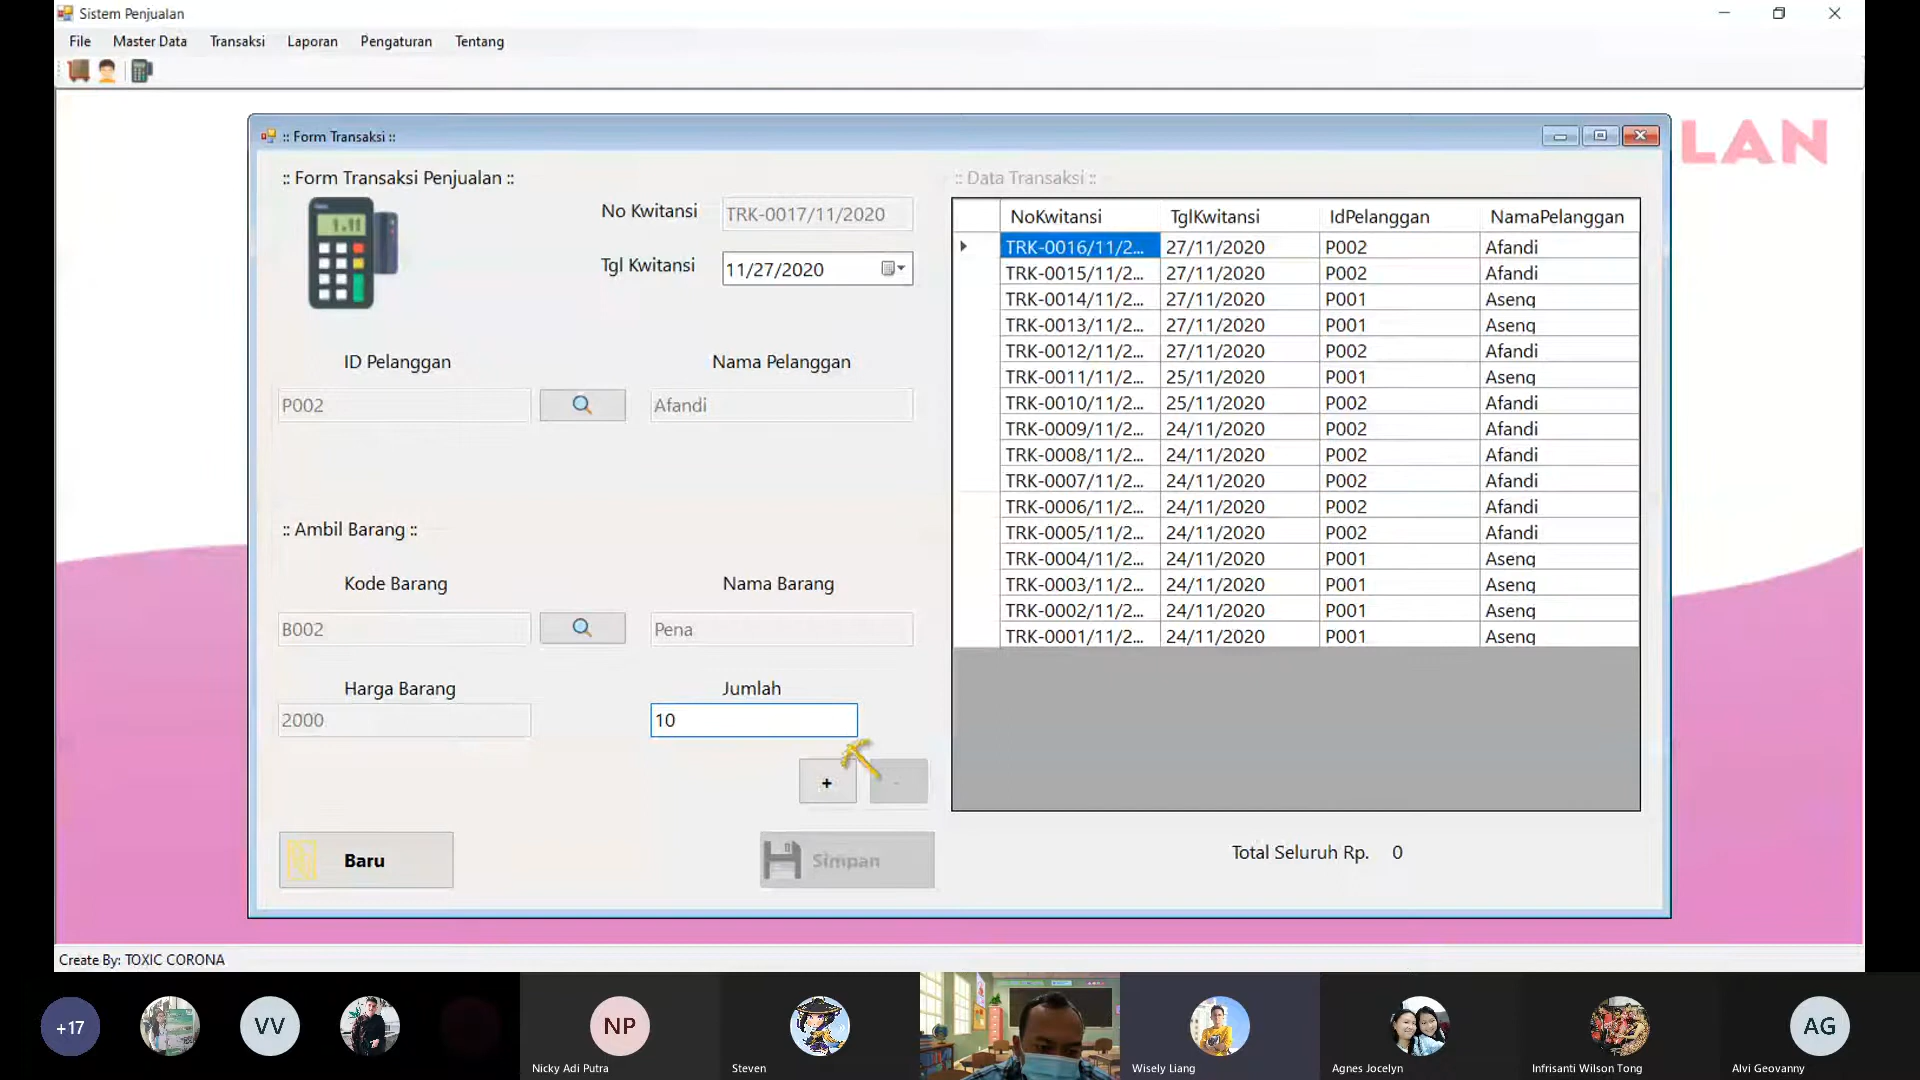 Sistem Penjualan
File Master Data Transaksi Laporan Pengaturan Tentang
LAN
:: Form Transaksi ::
:: Form Transaksi Penjualan ::
1.11
No Kwitansi TRK-0017/11/2020
Tgl Kwitansi 11/27/2020
ID Pelanggan Nama Pelanggan
P002 Afandi
:: Ambil Barang ::
Kode Barang Nama Barang
B002 Pena
Harga Barang Jumlah
2000 10
+ -
Baru Simpan
:: Data Transaksi ::
NoKwitansi TglKwitansi IdPelanggan NamaPelanggan
TRK-0016/11/2... 27/11/2020 P002 Afandi
TRK-0015/11/2... 27/11/2020 P002 Afandi
TRK-0014/11/2... 27/11/2020 P001 Aseng
TRK-0013/11/2... 27/11/2020 P001 Aseng
TRK-0012/11/2... 27/11/2020 P002 Afandi
TRK-0011/11/2... 25/11/2020 P001 Aseng
TRK-0010/11/2... 25/11/2020 P002 Afandi
TRK-0009/11/2... 24/11/2020 P002 Afandi
TRK-0008/11/2... 24/11/2020 P002 Afandi
TRK-0007/11/2... 24/11/2020 P002 Afandi
TRK-0006/11/2... 24/11/2020 P002 Afandi
TRK-0005/11/2... 24/11/2020 P002 Afandi
TRK-0004/11/2... 24/11/2020 P001 Aseng
TRK-0003/11/2... 24/11/2020 P001 Aseng
TRK-0002/11/2... 24/11/2020 P001 Aseng
TRK-0001/11/2... 24/11/2020 P001 Aseng
Total Seluruh Rp. 0
Create By: TOXIC CORONA
+17 VV NP AG
Nicky Adi Putra Steven Wisely Liang Agnes Jocelyn Infrisanti Wilson Tong Alvi Geovanny